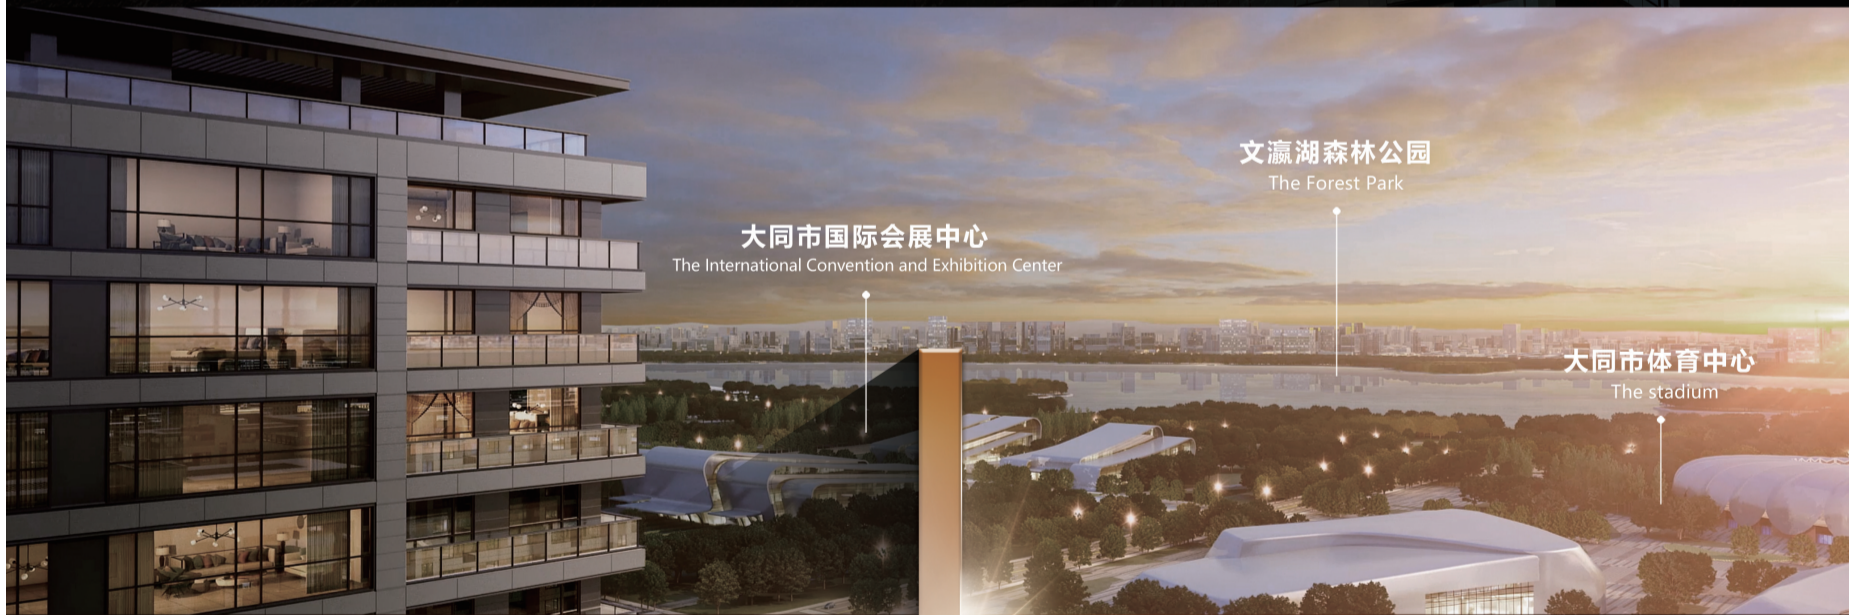 文瀛湖森林公园
The Forest Park
大同市国际会展中心
The International Convention and Exhibition Center
大同市体育中心
The stadium